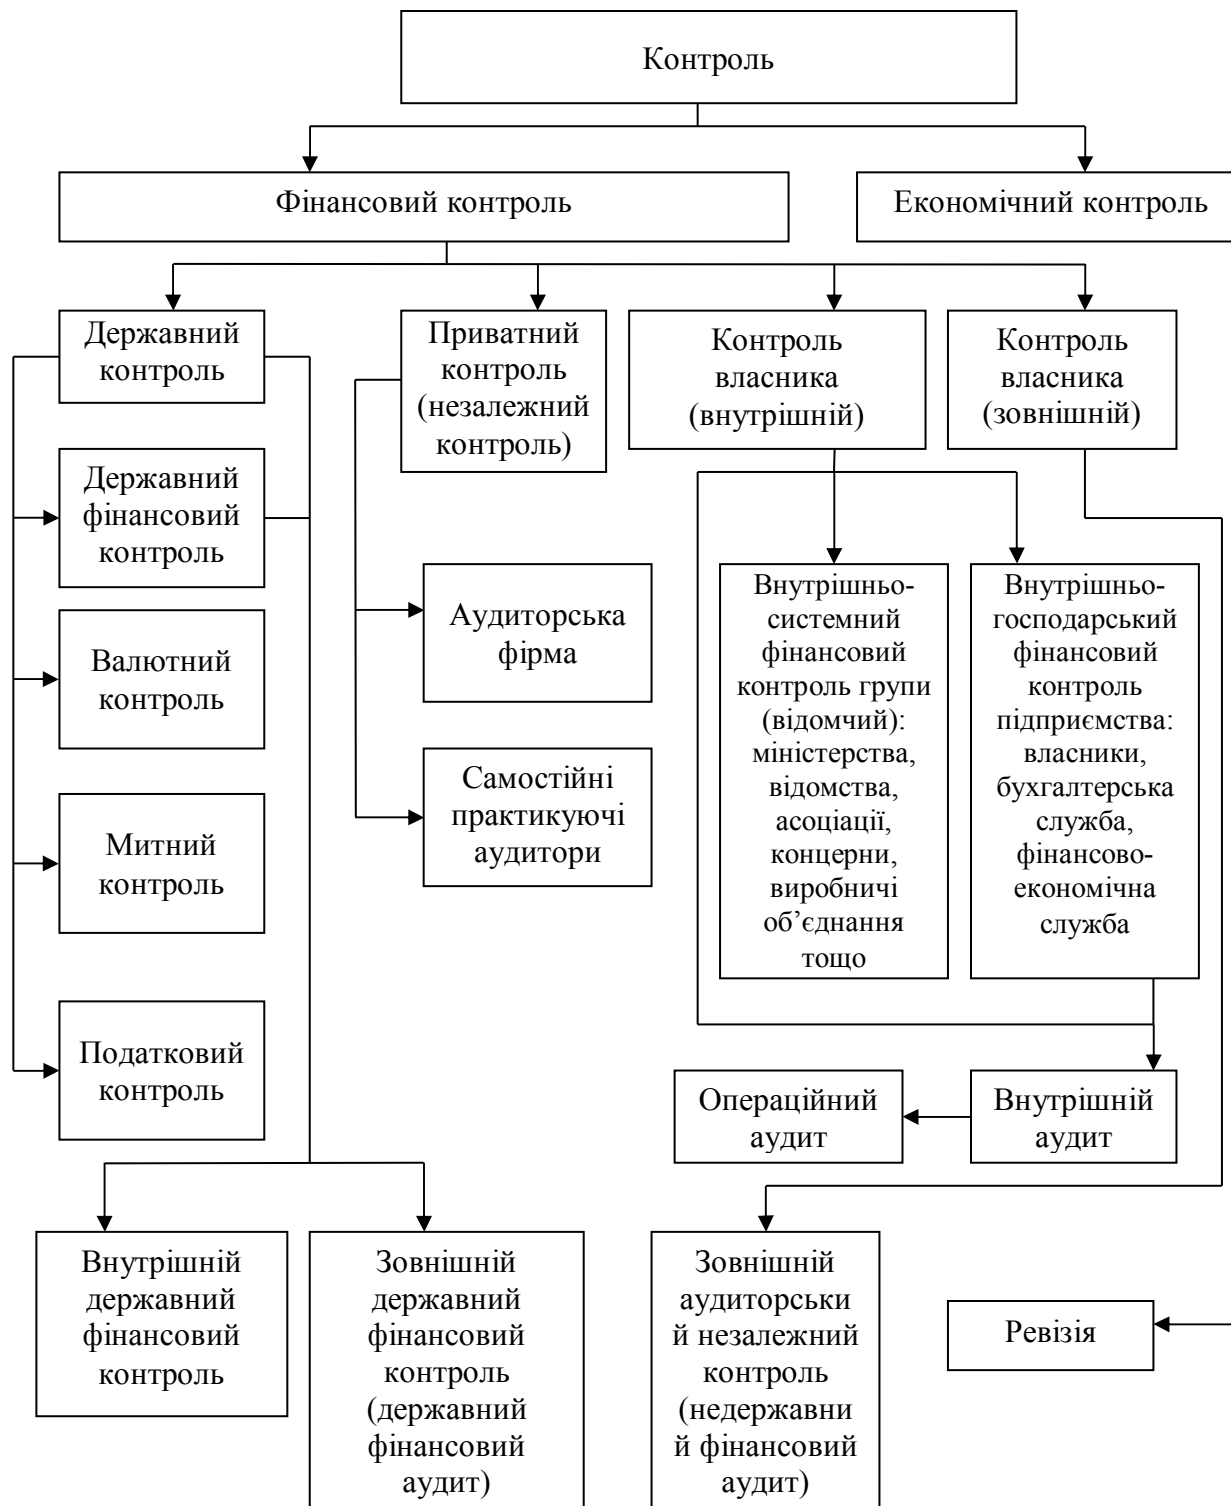 Контроль
Фінансовий контроль
Економічний контроль
Державний
контроль
Приватний
контроль
(незалежний
контроль)
Контроль
власника
(внутрішній)
Контроль
власника
(зовнішній)
Державний
фінансовий
контроль
Валютний
контроль
Митний
контроль
Податковий
контроль
Аудиторська
фірма
Самостійні
практикуючі
аудитори
Внутрішньо-
системний
фінансовий
контроль групи
(відомчий):
міністерства,
відомства,
асоціації,
концерни,
виробничі
об’єднання
тощо
Внутрішньо-
господарський
фінансовий
контроль
підприємства:
власники,
бухгалтерська
служба,
фінансово-
економічна
служба
Операційний
аудит
Внутрішній
аудит
Внутрішній
державний
фінансовий
контроль
Зовнішній
державний
фінансовий
контроль
(державний
фінансовий
аудит)
Зовнішній
аудиторськи
й незалежний
контроль
(недержавни
й фінансовий
аудит)
Ревізія